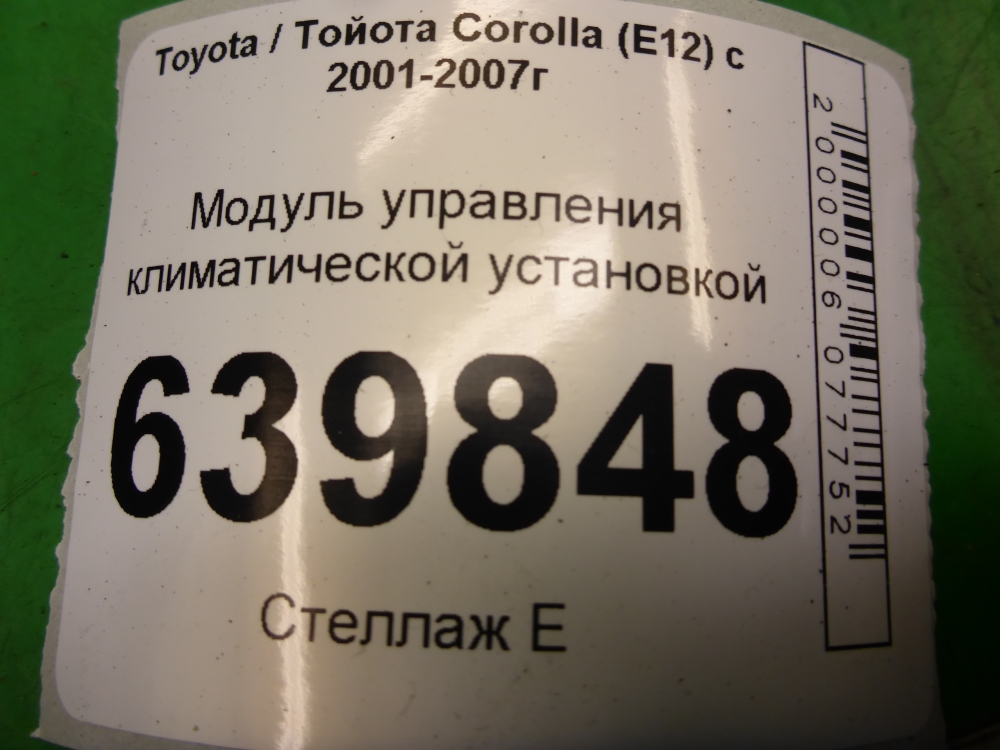 Toyota / Тойота Corolla (E12) с
2001-2007г
Модуль управления
климатической установкой
639848
Стеллаж Е
2000006077752